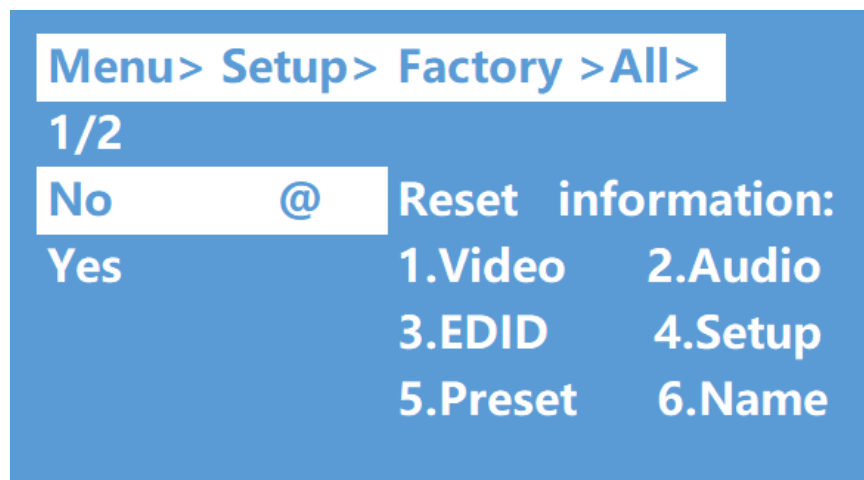 Menu> Setup> Factory >All>
1/2
No @ Reset information:
Yes 1.Video 2.Audio
3.EDID 4.Setup
5.Preset 6.Name